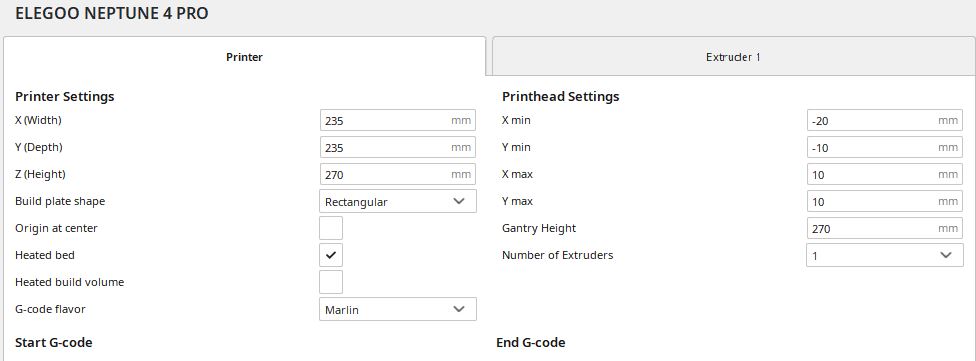 ELEGOO NEPTUNE 4 PRO
Printer
Extruder 1
Printer Settings
X (Width) 235 mm
Y (Depth) 235 mm
Z (Height) 270 mm
Build plate shape Rectangular
Origin at center
Heated bed
Heated build volume
G-code flavor Marlin
Printhead Settings
X min -20 mm
Y min -10 mm
X max 10 mm
Y max 10 mm
Gantry Height 270 mm
Number of Extruders 1
Start G-code
End G-code